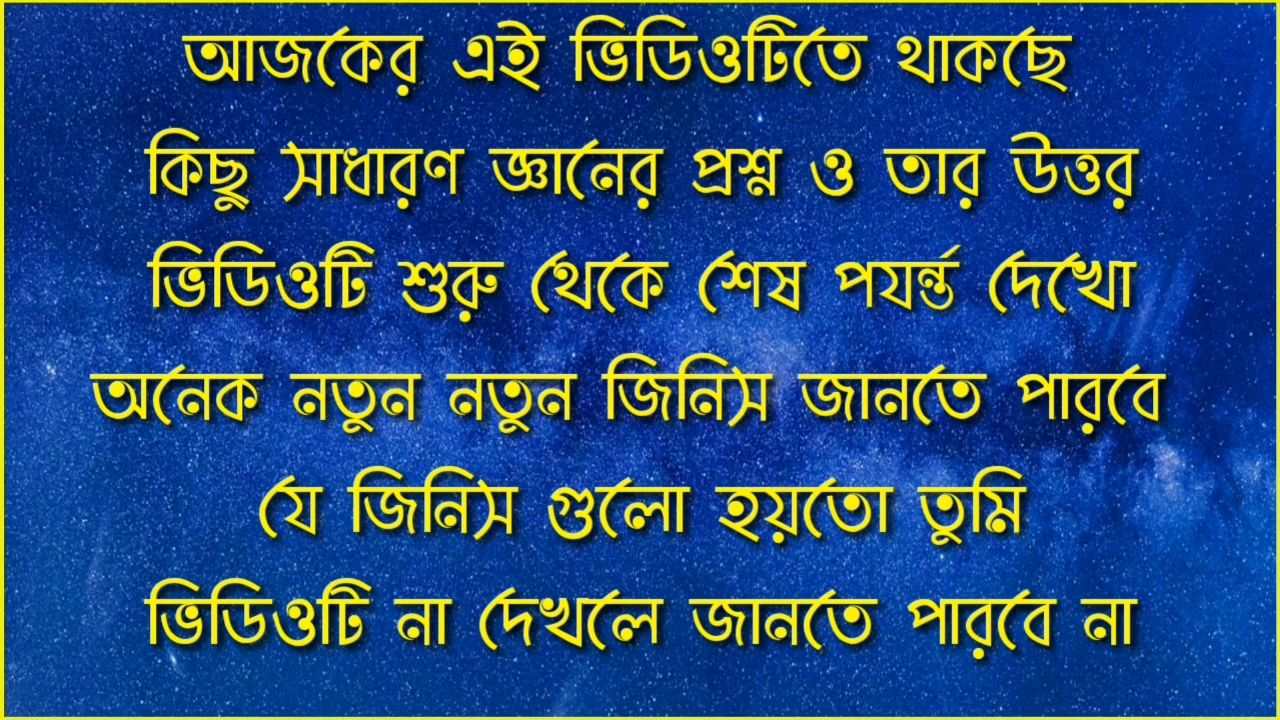 আজকের এই ভিডিওটিতে থাকছে
কিছু সাধারণ জ্ঞানের প্রশ্ন ও তার উত্তর
ভিডিওটি শুরু থেকে শেষ পযর্ন্ত দেখো
অনেক নতুন নতুন জিনিস জানতে পারবে
যে জিনিস গুলো হয়তো তুমি
ভিডিওটি না দেখলে জানতে পারবে না